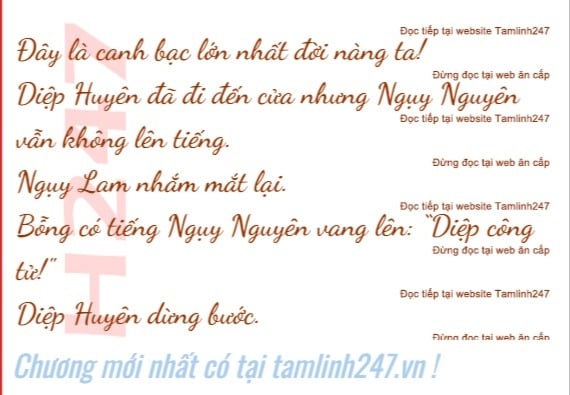 Đọc tiếp tại website Tamlinh247
Đây là canh bạc lớn nhất đời nàng ta!
Đừng đọc tại web ăn cắp
Diệp Huyên đã đi đến cửa nhưng Ngụy Nguyên
Đọc tiếp tại website Tamlinh247
vẫn không lên tiếng.
Đừng đọc tại web ăn cắp
Ngụy Lam nhắm mắt lại.
Đọc tiếp tại website Tamlinh247
Bỗng có tiếng Ngụy Nguyên vang lên: “Diệp công
Đừng đọc tại web ăn cắp
tử!"
Đọc tiếp tại website Tamlinh247
Diệp Huyên dừng bước.
Đừng đọc tại web ăn cắp
H247
Chương mới nhất có tại tamlinh247.vn !